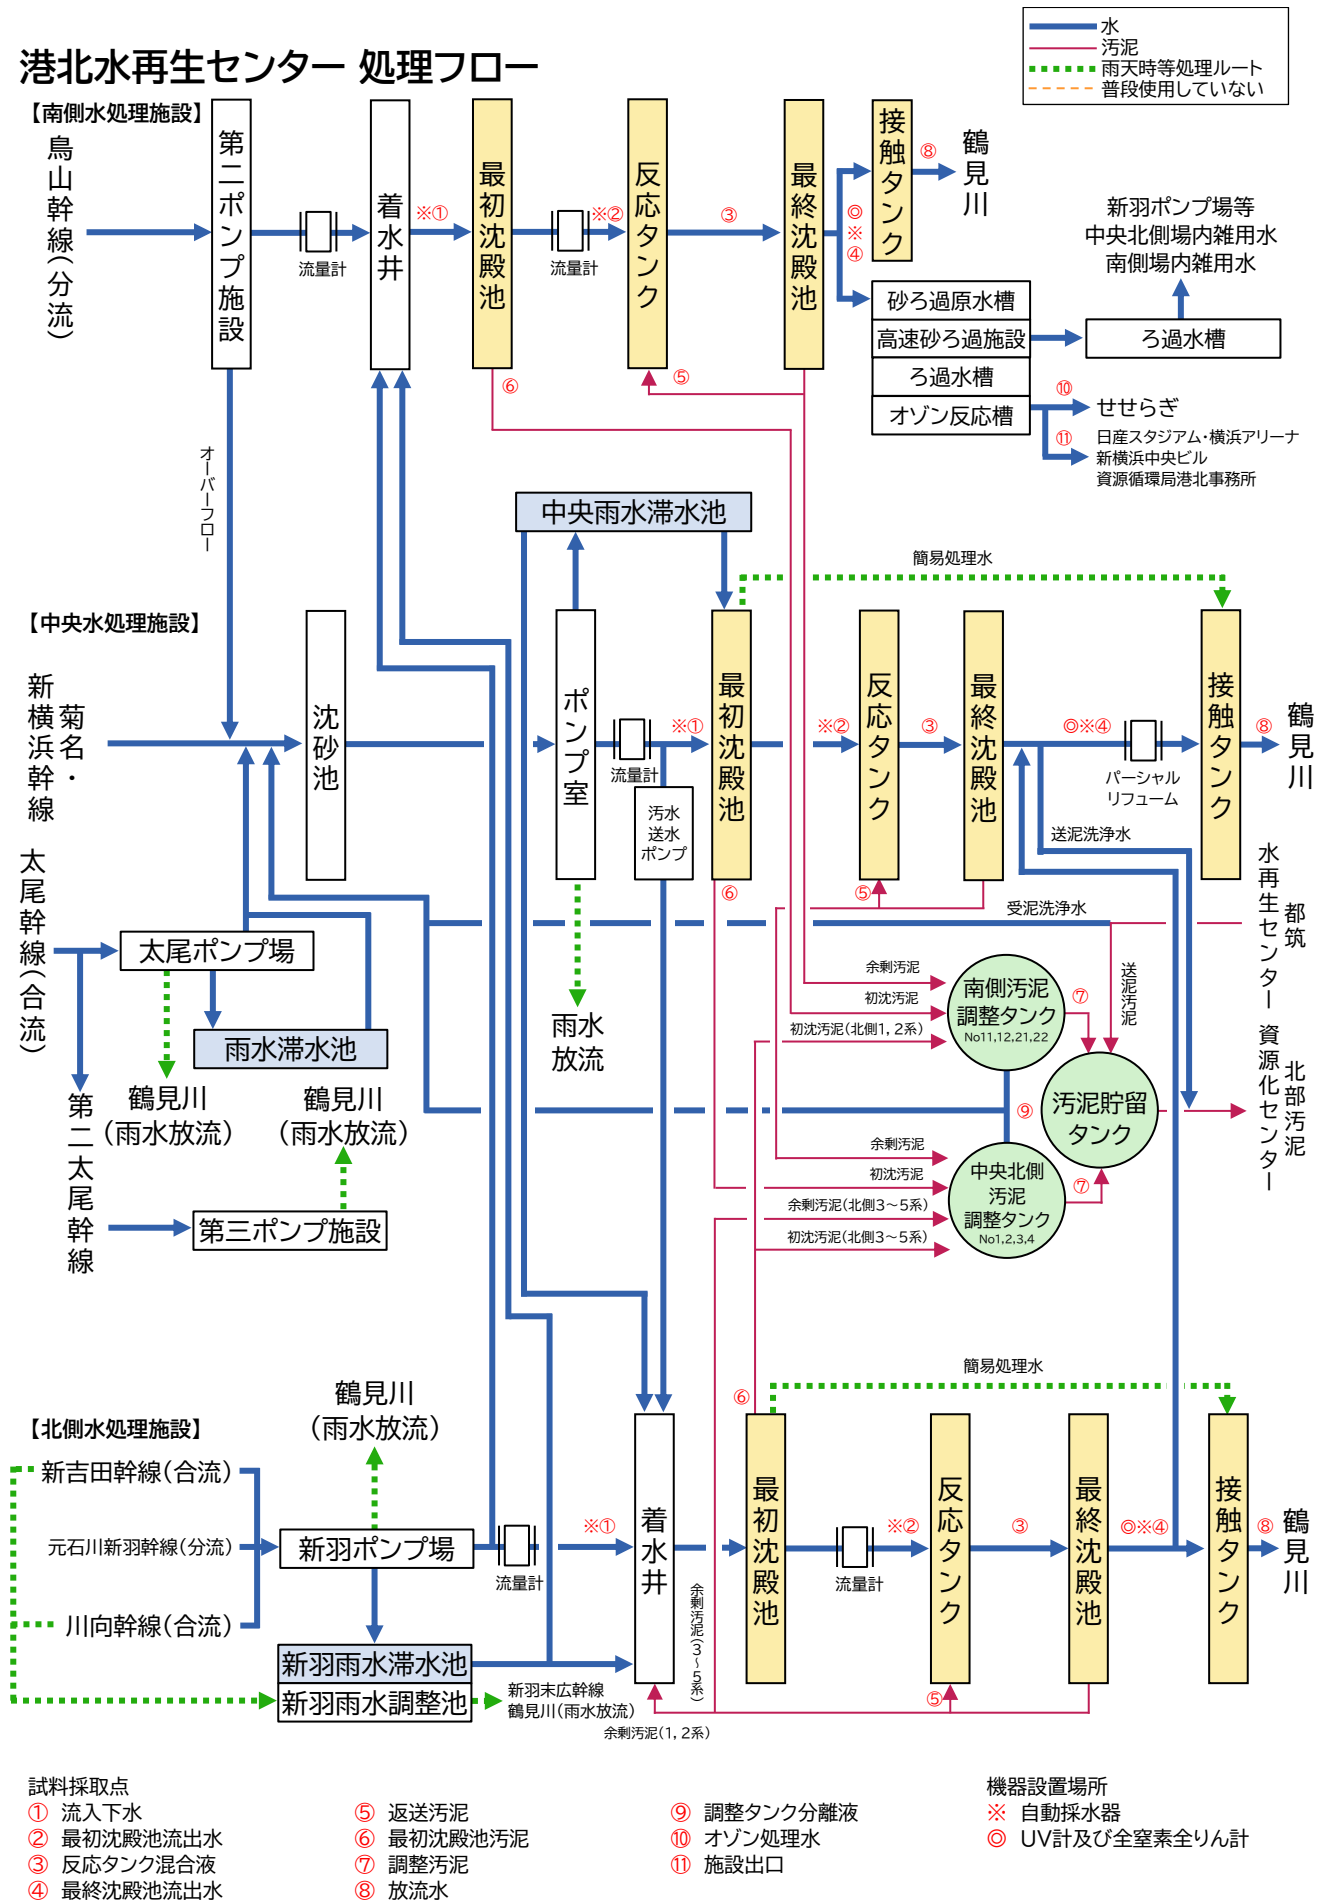 港北水再生センター 処理フロー
水
汚泥
雨天時等処理ルート
普段使用していない
【南側水処理施設】
鳥山幹線(分流)
第二ポンプ施設
流量計
着水井
※①
最初沈殿池
流量計
※②
反応タンク
③
最終沈殿池
◎
※
④
接触タンク
⑧
鶴見川
砂ろ過原水槽
高速砂ろ過施設
ろ過水槽
オゾン反応槽
新羽ポンプ場等
中央北側場内雑用水
南側場内雑用水
ろ過水槽
⑩
せせらぎ
⑪
日産スタジアム・横浜アリーナ
新横浜中央ビル
資源循環局港北事務所
⑥
⑤
オーバーフロー
中央雨水滞水池
簡易処理水
【中央水処理施設】
菊名・
新横浜幹線
沈砂池
ポンプ室
流量計
※①
汚水
送水
ポンプ
最初沈殿池
※②
反応タンク
③
最終沈殿池
◎※④
パーシャル
リフューム
接触タンク
⑧
鶴見川
送泥洗浄水
⑥
⑤
受泥洗浄水
都筑
水再生センター
太尾幹線(合流)
太尾ポンプ場
雨水滞水池
鶴見川
(雨水放流)
鶴見川
(雨水放流)
第二太尾幹線
第三ポンプ施設
雨水
放流
余剰汚泥
初沈汚泥
初沈汚泥(北側1, 2系)
南側汚泥
調整タンク
No11,12,21,22
⑦
送泥汚泥
汚泥貯留
タンク
⑨
北部汚泥
資源化センター
余剰汚泥
初沈汚泥
余剰汚泥(北側3～5系)
初沈汚泥(北側3～5系)
中央北側
汚泥
調整タンク
No1,2,3,4
⑦
簡易処理水
⑥
【北側水処理施設】
鶴見川
(雨水放流)
新吉田幹線(合流)
元石川新羽幹線(分流)
川向幹線(合流)
新羽ポンプ場
流量計
※①
着水井
最初沈殿池
流量計
※②
反応タンク
③
最終沈殿池
◎※④
接触タンク
⑧
鶴見川
余剰汚泥(3～5系)
新羽雨水滞水池
新羽雨水調整池
新羽末広幹線
鶴見川(雨水放流)
⑤
余剰汚泥(1, 2系)
試料採取点
① 流入下水
② 最初沈殿池流出水
③ 反応タンク混合液
④ 最終沈殿池流出水
⑤ 返送汚泥
⑥ 最初沈殿池汚泥
⑦ 調整汚泥
⑧ 放流水
⑨ 調整タンク分離液
⑩ オゾン処理水
⑪ 施設出口
機器設置場所
※ 自動採水器
◎ UV計及び全窒素全りん計